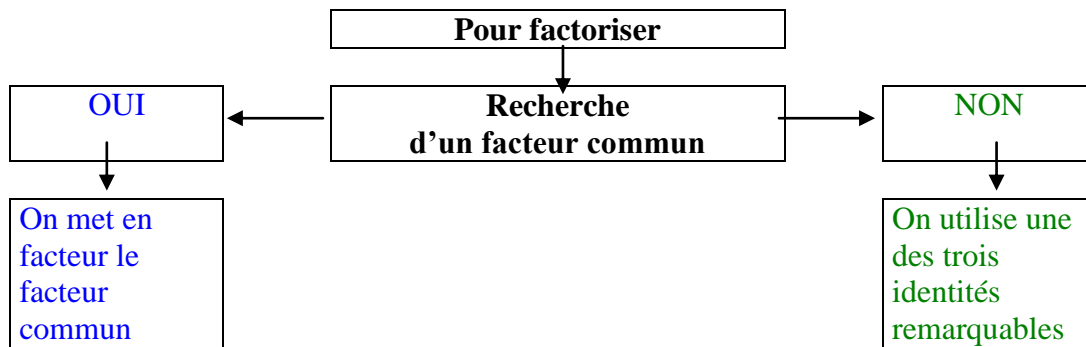 Pour factoriser
OUI
Recherche
d’un facteur commun
NON
On met en
facteur le
facteur
commun
On utilise une
des trois
identités
remarquables